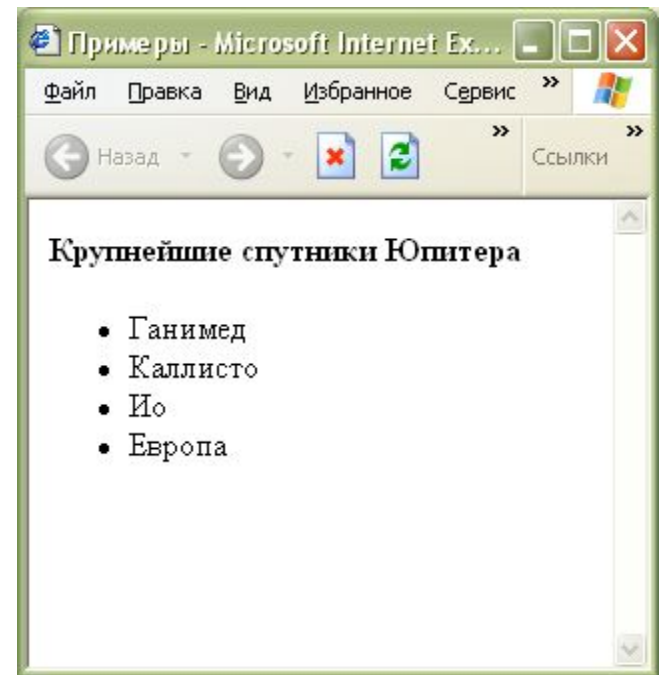 Примеры - Microsoft Internet Ex...
Файл Правка Вид Избранное Сервис »
Назад » Ссылки »
Крупнейшие спутники Юпитера
• Ганимед
• Каллисто
• Ио
• Европа